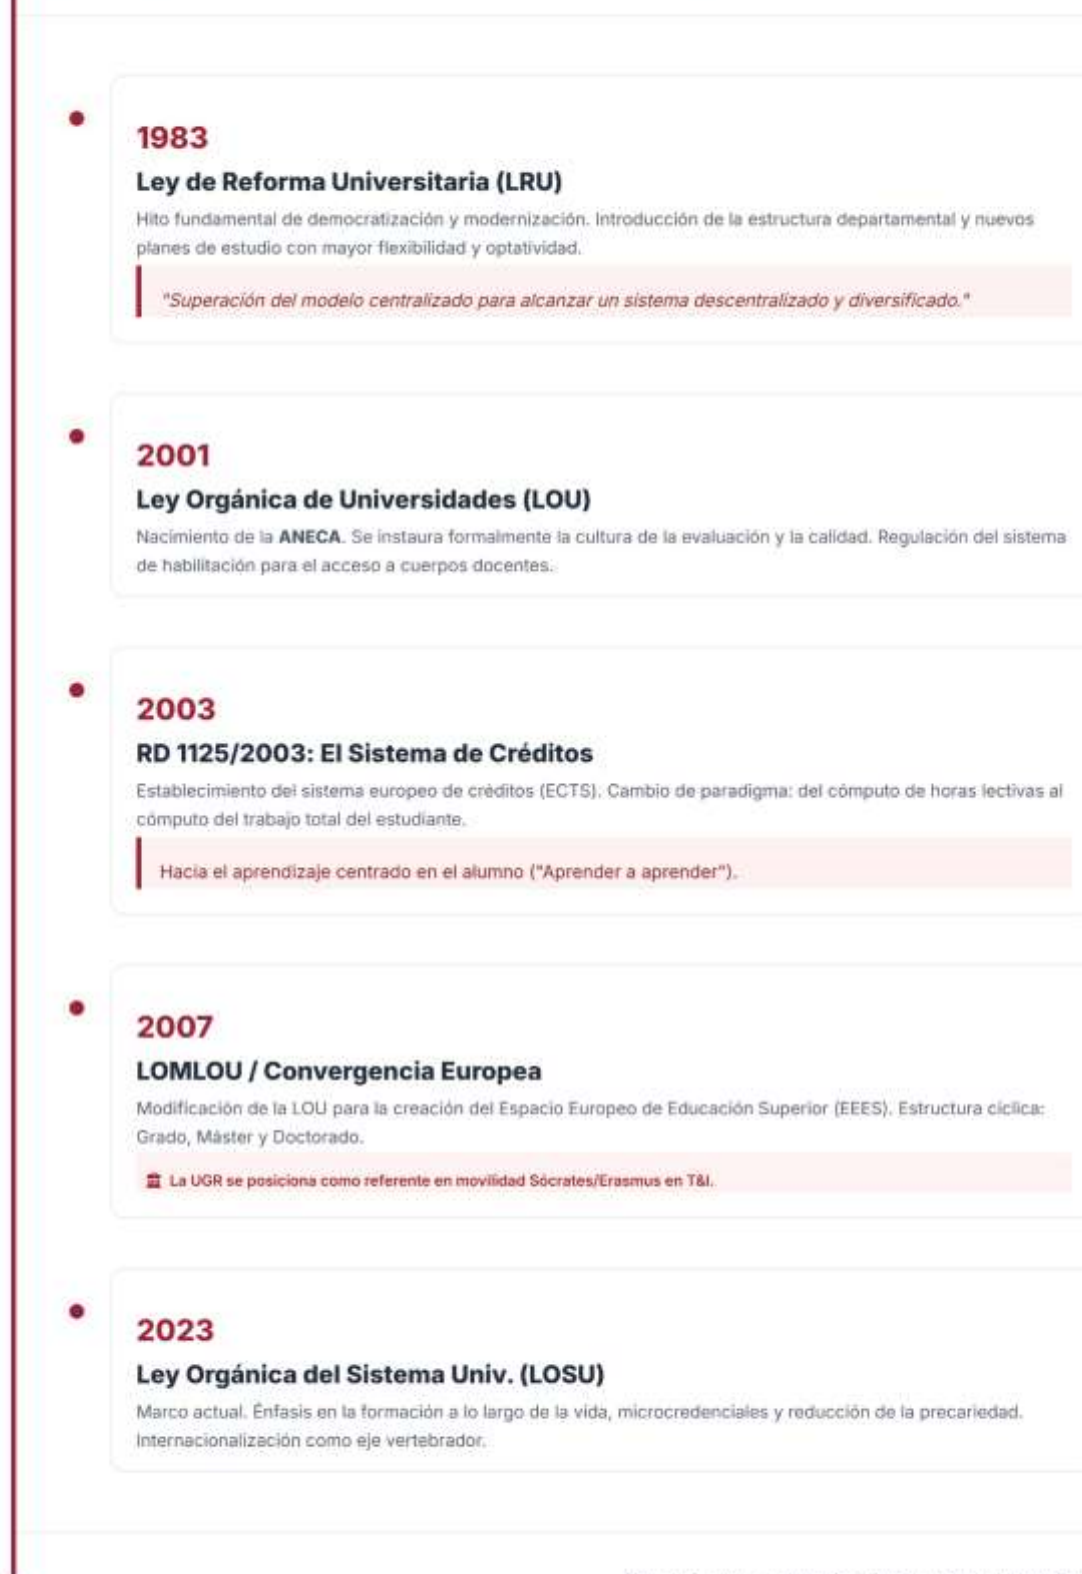 1983
Ley de Reforma Universitaria (LRU)
Hito fundamental de democratización y modernización. Introducción de la estructura departamental y nuevos
planes de estudio con mayor flexibilidad y optatividad.
"Superación del modelo centralizado para alcanzar un sistema descentralizado y diversificado."
2001
Ley Orgánica de Universidades (LOU)
Nacimiento de la ANECA. Se instaura formalmente la cultura de la evaluación y la calidad. Regulación del sistema
de habilitación para el acceso a cuerpos docentes.
2003
RD 1125/2003: El Sistema de Créditos
Establecimiento del sistema europeo de créditos (ECTS). Cambio de paradigma: del cómputo de horas lectivas al
cómputo del trabajo total del estudiante.
Hacia el aprendizaje centrado en el alumno ("Aprender a aprender").
2007
LOMLOU / Convergencia Europea
Modificación de la LOU para la creación del Espacio Europeo de Educación Superior (EEES). Estructura cíclica:
Grado, Máster y Doctorado.
La UGR se posiciona como referente en movilidad Sócrates/Erasmus en T&I.
2023
Ley Orgánica del Sistema Univ. (LOSU)
Marco actual. Énfasis en la formación a lo largo de la vida, microcredenciales y reducción de la precariedad.
Internacionalización como eje vertebrador.